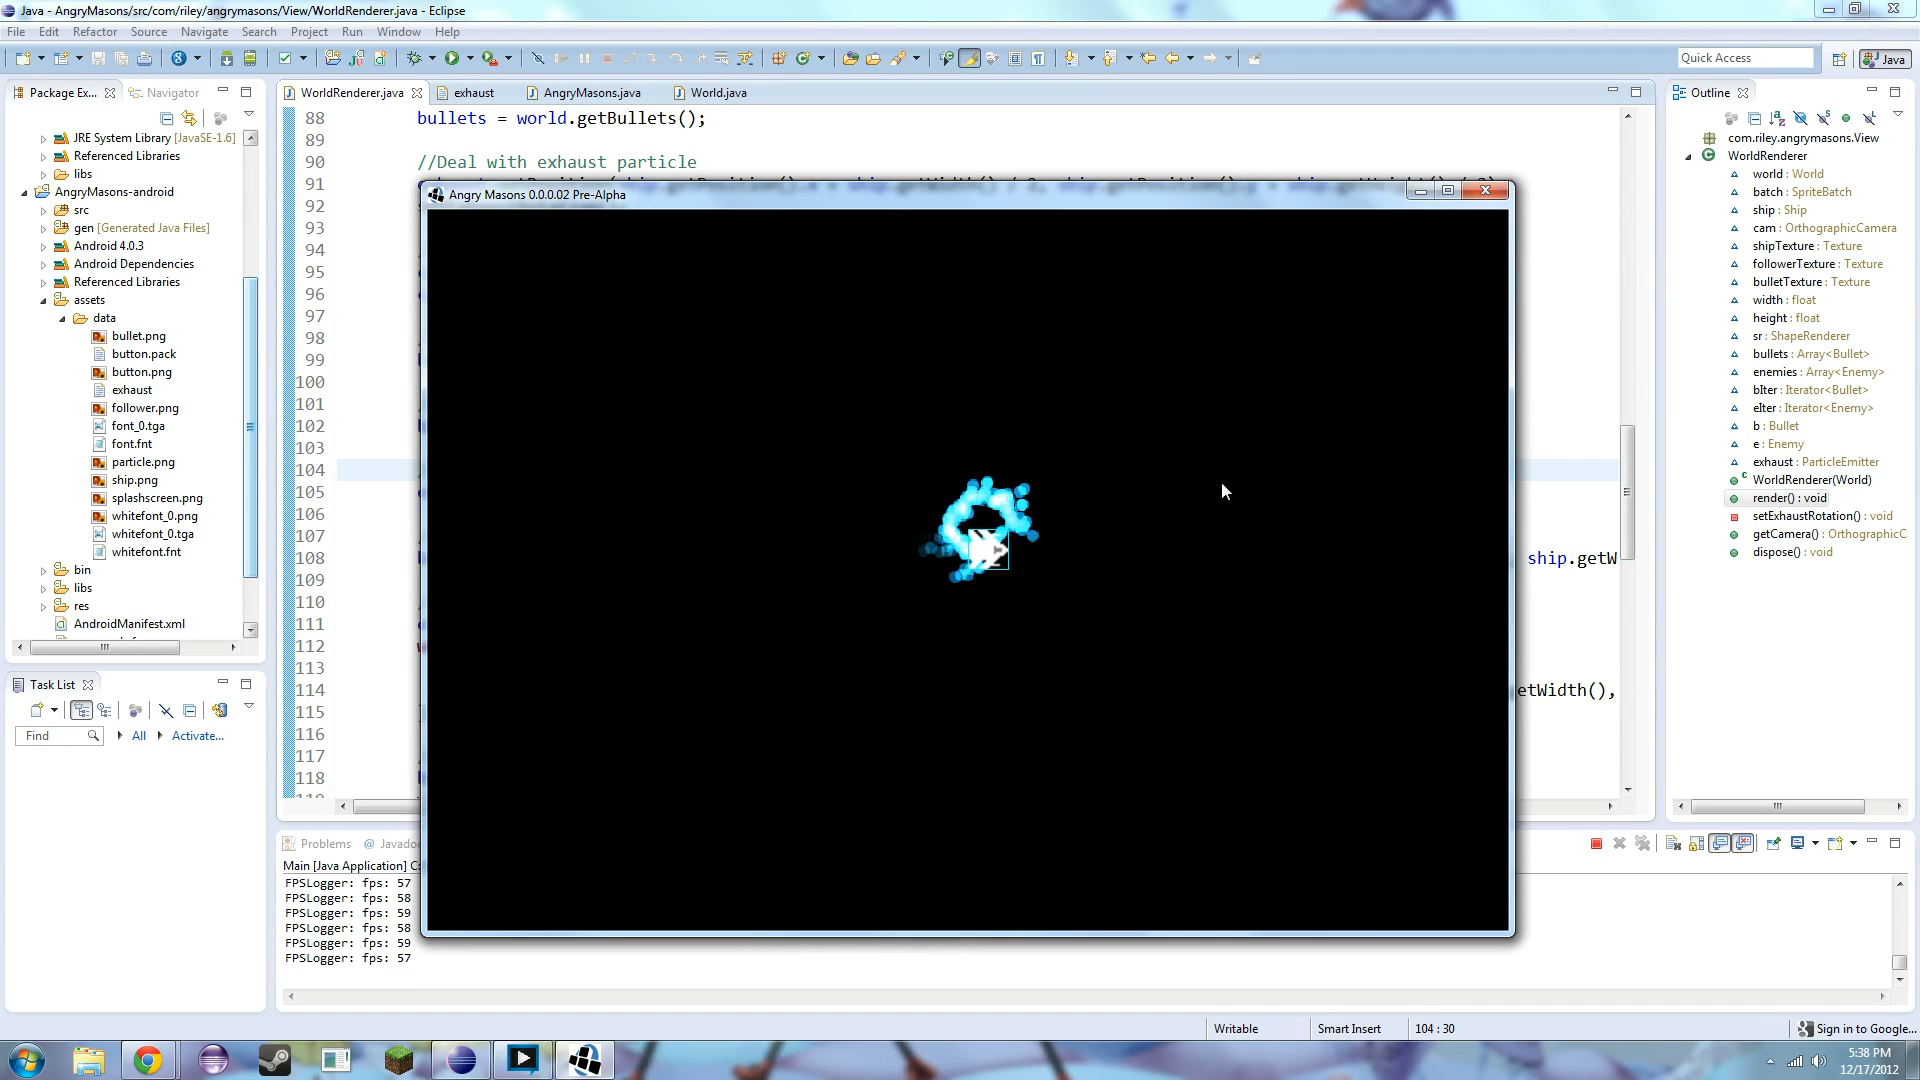 Java - AngryMasons/src/com/riley/angrymasons/View/WorldRenderer.java - Eclipse
File Edit Refactor Source Navigate Search Project Run Window Help
Quick Access
Java
Package Ex...
Navigator
JRE System Library [JavaSE-1.6]
Referenced Libraries
libs
AngryMasons-android
src
gen [Generated Java Files]
Android 4.0.3
Android Dependencies
Referenced Libraries
assets
data
bullet.png
button.pack
button.png
exhaust
follower.png
font_0.tga
font.fnt
particle.png
ship.png
splashscreen.png
whitefont_0.png
whitefont_0.tga
whitefont.fnt
bin
libs
res
AndroidManifest.xml
Task List
Find
All
Activate...
WorldRenderer.java exhaust AngryMasons.java World.java
88 bullets = world.getBullets();
89
90 //Deal with exhaust particle
91
92
93
94
95
96
97
98
99
100
101
102
103
104
105
106
107
108 ship.getW
109
110
111
112
113
114 etWidth(),
115
116
117
118
Angry Masons 0.0.0.02 Pre-Alpha
Problems @ Javadoc
Main [Java Application] C
FPSLogger: fps: 57
FPSLogger: fps: 58
FPSLogger: fps: 59
FPSLogger: fps: 58
FPSLogger: fps: 59
FPSLogger: fps: 57
Outline
com.riley.angrymasons.View
WorldRenderer
world : World
batch : SpriteBatch
ship : Ship
cam : OrthographicCamera
shipTexture : Texture
followerTexture : Texture
bulletTexture : Texture
width : float
height : float
sr : ShapeRenderer
bullets : Array<Bullet>
enemies : Array<Enemy>
bIter : Iterator<Bullet>
eIter : Iterator<Enemy>
b : Bullet
e : Enemy
exhaust : ParticleEmitter
WorldRenderer(World)
render() : void
setExhaustRotation() : void
getCamera() : OrthographicC
dispose() : void
Writable
Smart Insert
104 : 30
Sign in to Google...
5:38 PM
12/17/2012